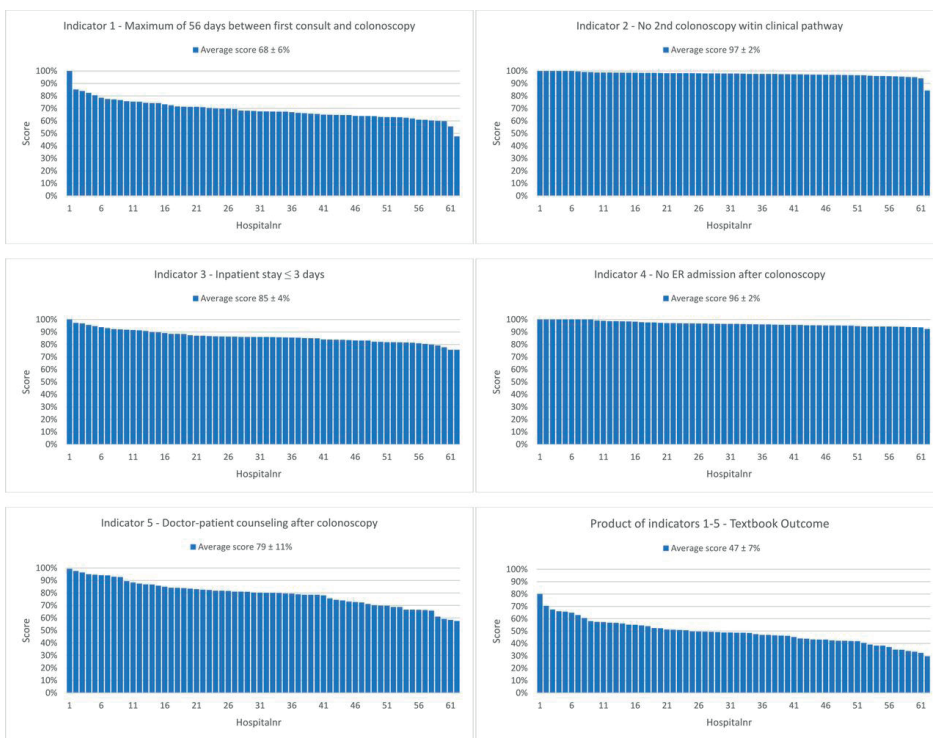 Indicator 1 - Maximum of 56 days between first consult and colonoscopy
Average score 68 ± 6%
100%
90%
80%
70%
60%
50%
40%
30%
20%
10%
0%
Score
1 6 11 16 21 26 31 36 41 46 51 56 61
Hospitalnr
Indicator 2 - No 2nd colonoscopy witin clinical pathway
Average score 97 ± 2%
100%
90%
80%
70%
60%
50%
40%
30%
20%
10%
0%
Score
1 6 11 16 21 26 31 36 41 46 51 56 61
Hospitalnr
Indicator 3 - Inpatient stay ≤ 3 days
Average score 85 ± 4%
100%
90%
80%
70%
60%
50%
40%
30%
20%
10%
0%
Score
1 6 11 16 21 26 31 36 41 46 51 56 61
Hospitalnr
Indicator 4 - No ER admission after colonoscopy
Average score 96 ± 2%
100%
90%
80%
70%
60%
50%
40%
30%
20%
10%
0%
Score
1 6 11 16 21 26 31 36 41 46 51 56 61
Hospitalnr
Indicator 5 - Doctor-patient counseling after colonoscopy
Average score 79 ± 11%
100%
90%
80%
70%
60%
50%
40%
30%
20%
10%
0%
Score
1 6 11 16 21 26 31 36 41 46 51 56 61
Hospitalnr
Product of indicators 1-5 - Textbook Outcome
Average score 47 ± 7%
100%
90%
80%
70%
60%
50%
40%
30%
20%
10%
0%
Score
1 6 11 16 21 26 31 36 41 46 51 56 61
Hospitalnr